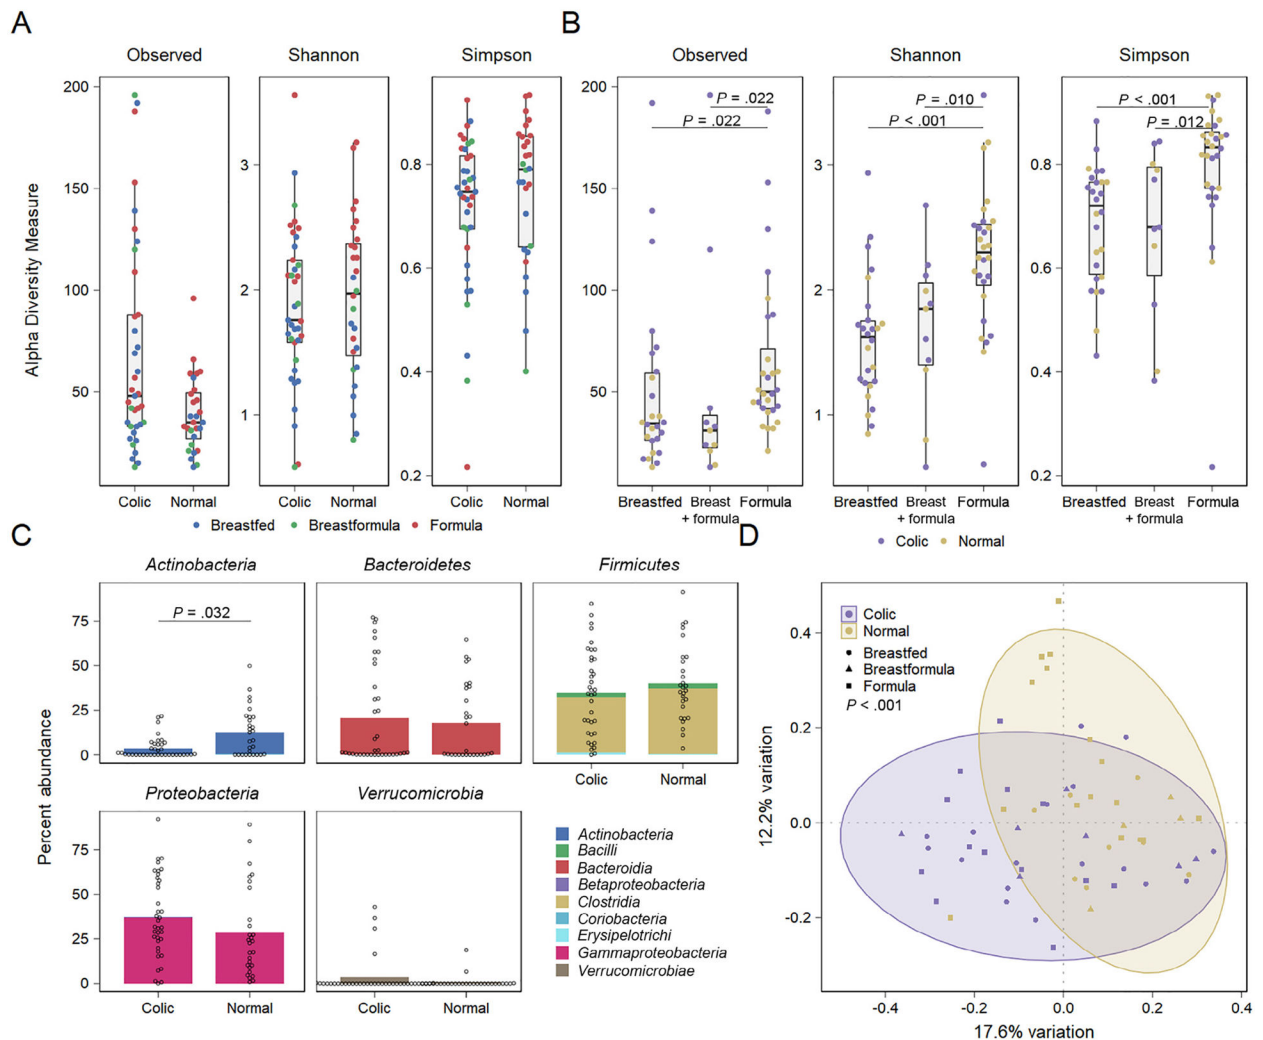 A
B
Observed
Shannon
Simpson
Observed
Shannon
Simpson
Alpha Diversity Measure
200
150
100
50
3
2
1
0.8
0.6
0.4
0.2
200
150
100
50
3
2
1
0.8
0.6
0.4
0.2
P = .022
P = .022
P = .010
P < .001
P < .001
P = .012
Colic
Normal
Colic
Normal
Colic
Normal
Breastfed
Breastformula
Formula
Breastfed
Breast
+ formula
Formula
Breastfed
Breast
+ formula
Formula
Breastfed
Breast
+ formula
Formula
Colic
Normal
C
Actinobacteria
Bacteroidetes
Firmicutes
P = .032
Percent abundance
75
50
25
0
Colic
Normal
Proteobacteria
Verrucomicrobia
75
50
25
0
Colic
Normal
Colic
Normal
Actinobacteria
Bacilli
Bacteroidia
Betaproteobacteria
Clostridia
Coriobacteria
Erysipelotrichi
Gammaproteobacteria
Verrucomicrobiae
D
Colic
Normal
Breastfed
Breastformula
Formula
P < .001
12.2% variation
0.4
0.2
0.0
-0.2
-0.4
-0.2
0.0
0.2
0.4
17.6% variation